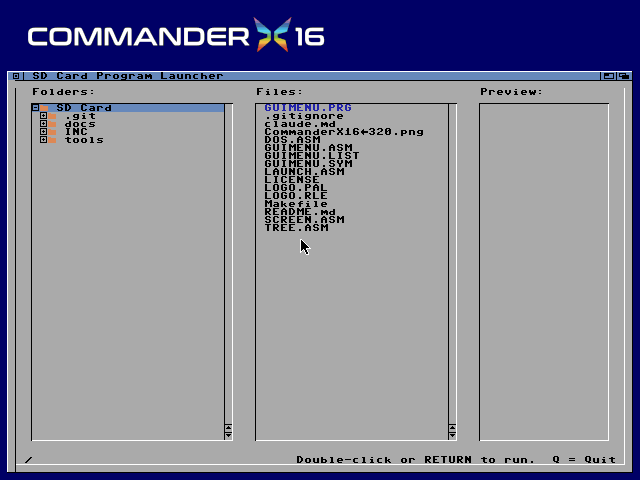 COMMANDER X 16
SD Card Program Launcher
Folders:
SD Card
.git
docs
INC
tools
Files:
GUIMENU.PRG
.gitignore
claude.md
CommanderX16←320.png
DOS.ASM
GUIMENU.ASM
GUIMENU.LIST
GUIMENU.SYM
LAUNCH.ASM
LICENSE
LOGO.PAL
LOGO.RLE
Makefile
README.md
SCREEN.ASM
TREE.ASM
Preview:
/
Double-click or RETURN to run. Q = Quit